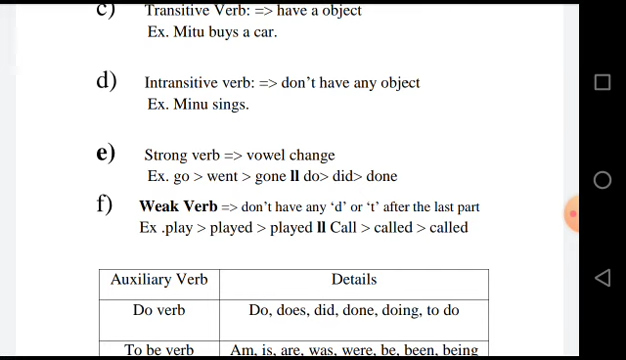 c) Transitive Verb: => have a object
Ex. Mitu buys a car.
d) Intransitive verb: => don’t have any object
Ex. Minu sings.
e) Strong verb => vowel change
Ex. go > went > gone ll do> did> done
f) Weak Verb => don’t have any ‘d’ or ‘t’ after the last part
Ex .play > played > played ll Call > called > called
Auxiliary Verb Details
Do verb Do, does, did, done, doing, to do
To be verb Am, is, are, was, were, be, been, being